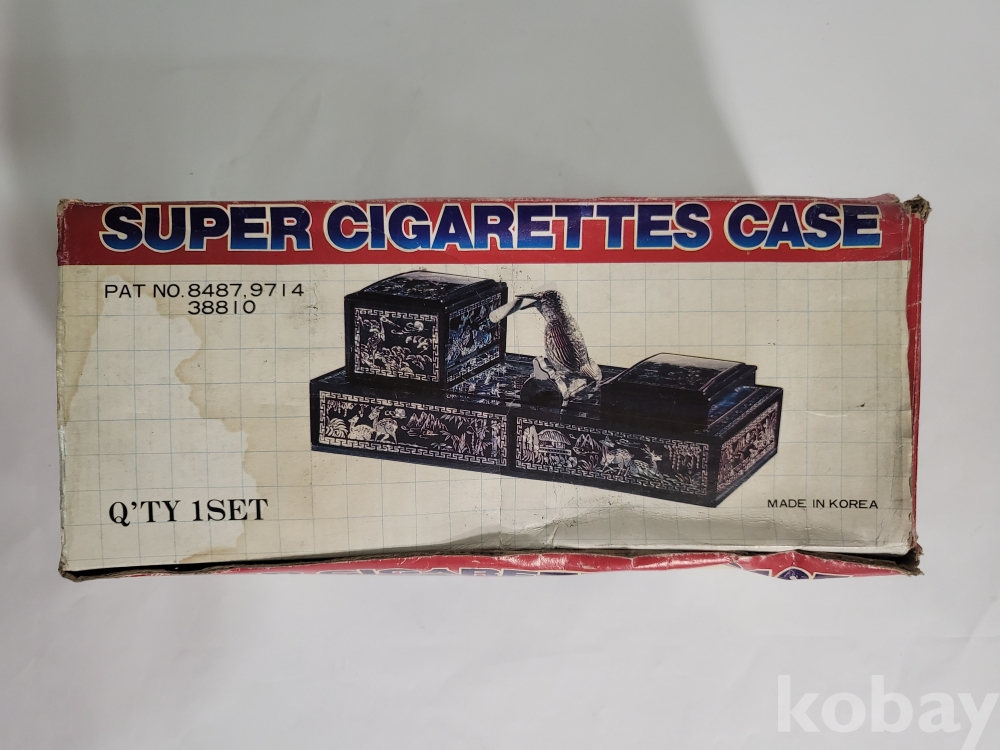 SUPER CIGARETTES CASE
PAT NO. 8487,9714
38810
Q'TY 1SET
MADE IN KOREA
kobay